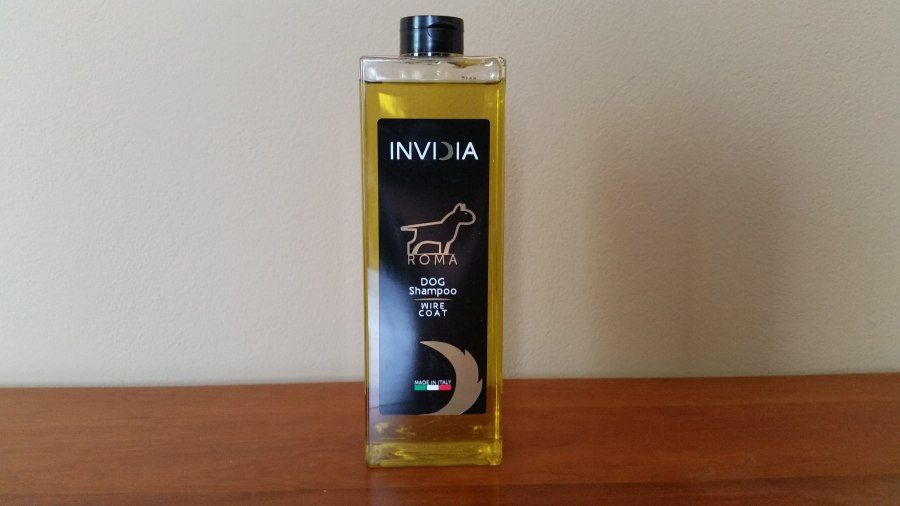 INVIDIA
ROMA
DOG
Shampoo
WIRE
COAT
MADE IN ITALY